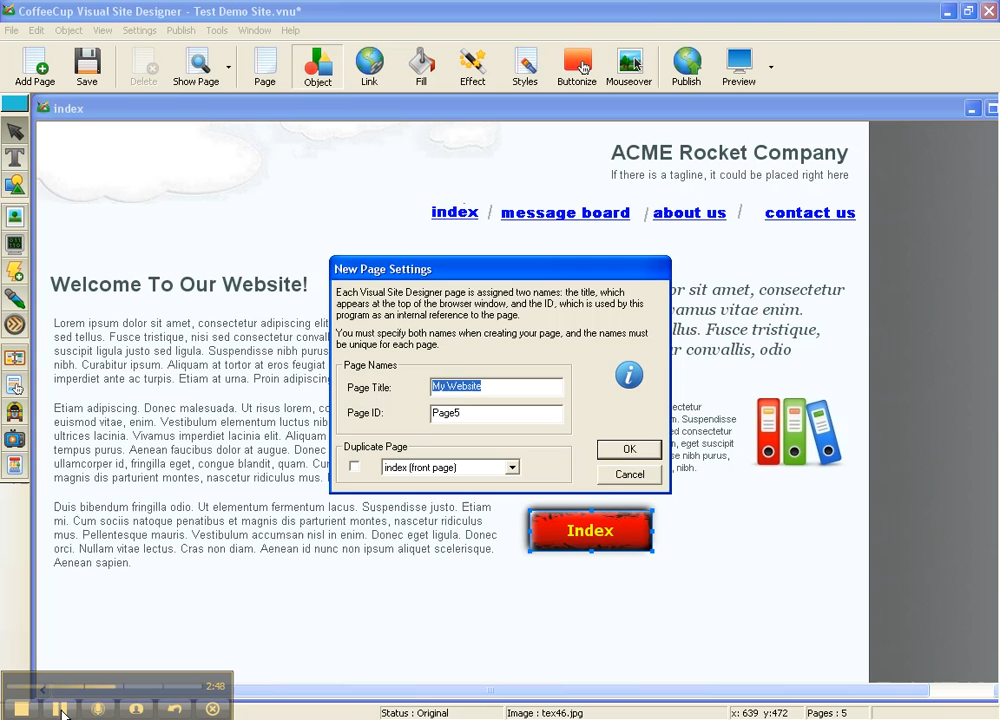 CoffeeCup Visual Site Designer - Test Demo Site.vnu*
File Edit Object View Settings Publish Tools Window Help
Add Page Save Delete Show Page Page Object Link Fill Effect Styles Buttonize Mouseover Publish Preview
index
ACME Rocket Company
If there is a tagline, it could be placed right here
index / message board / about us / contact us
Welcome To Our Website!
Lorem ipsum dolor sit amet, consectetur adipiscing elit
sed tellus. Fusce tristique, nisi sed consectetur conval
suscipit ligula justo sed ligula. Suspendisse nibh purus
nibh. Curabitur ipsum. Aliquam at tortor at eros feugiat
imperdiet ante ac turpis. Etiam at urna. Proin adipiscing
Etiam adipiscing. Donec malesuada. Ut risus lorem, co
euismod vitae, enim. Vestibulum elementum luctus nib
ultrices lacinia. Vivamus imperdiet lacinia elit. Aliquam
tempus purus. Aenean faucibus dolor at augue. Donec
ullamcorper id, fringilla eget, congue blandit, quam. Cur
magnis dis parturient montes, nascetur ridiculus mus.
Duis bibendum fringilla odio. Ut elementum fermentum lacus. Suspendisse justo. Etiam
mi. Cum sociis natoque penatibus et magnis dis parturient montes, nascetur ridiculus
mus. Pellentesque mauris. Vestibulum accumsan nisl in enim. Donec eget ligula. Donec
orci. Nullam vitae lectus. Cras non diam. Aenean id nunc non ipsum aliquet scelerisque.
Aenean sapien.
New Page Settings
Each Visual Site Designer page is assigned two names: the title, which
appears at the top of the browser window, and the ID, which is used by this
program as an internal reference to the page.
You must specify both names when creating your page, and the names must
be unique for each page.
Page Names
Page Title: My Website
Page ID: Page5
Duplicate Page
index (front page)
OK
Cancel
or sit amet, consectetur
vamus vitae enim.
llus. Fusce tristique,
r convallis, odio
ectetur
Suspendisse
d consectetur
m, eget suscipit
se nibh purus,
, nibh.
Index
2:48
Status : Original Image : tex46.jpg x: 639 y:472 Pages : 5